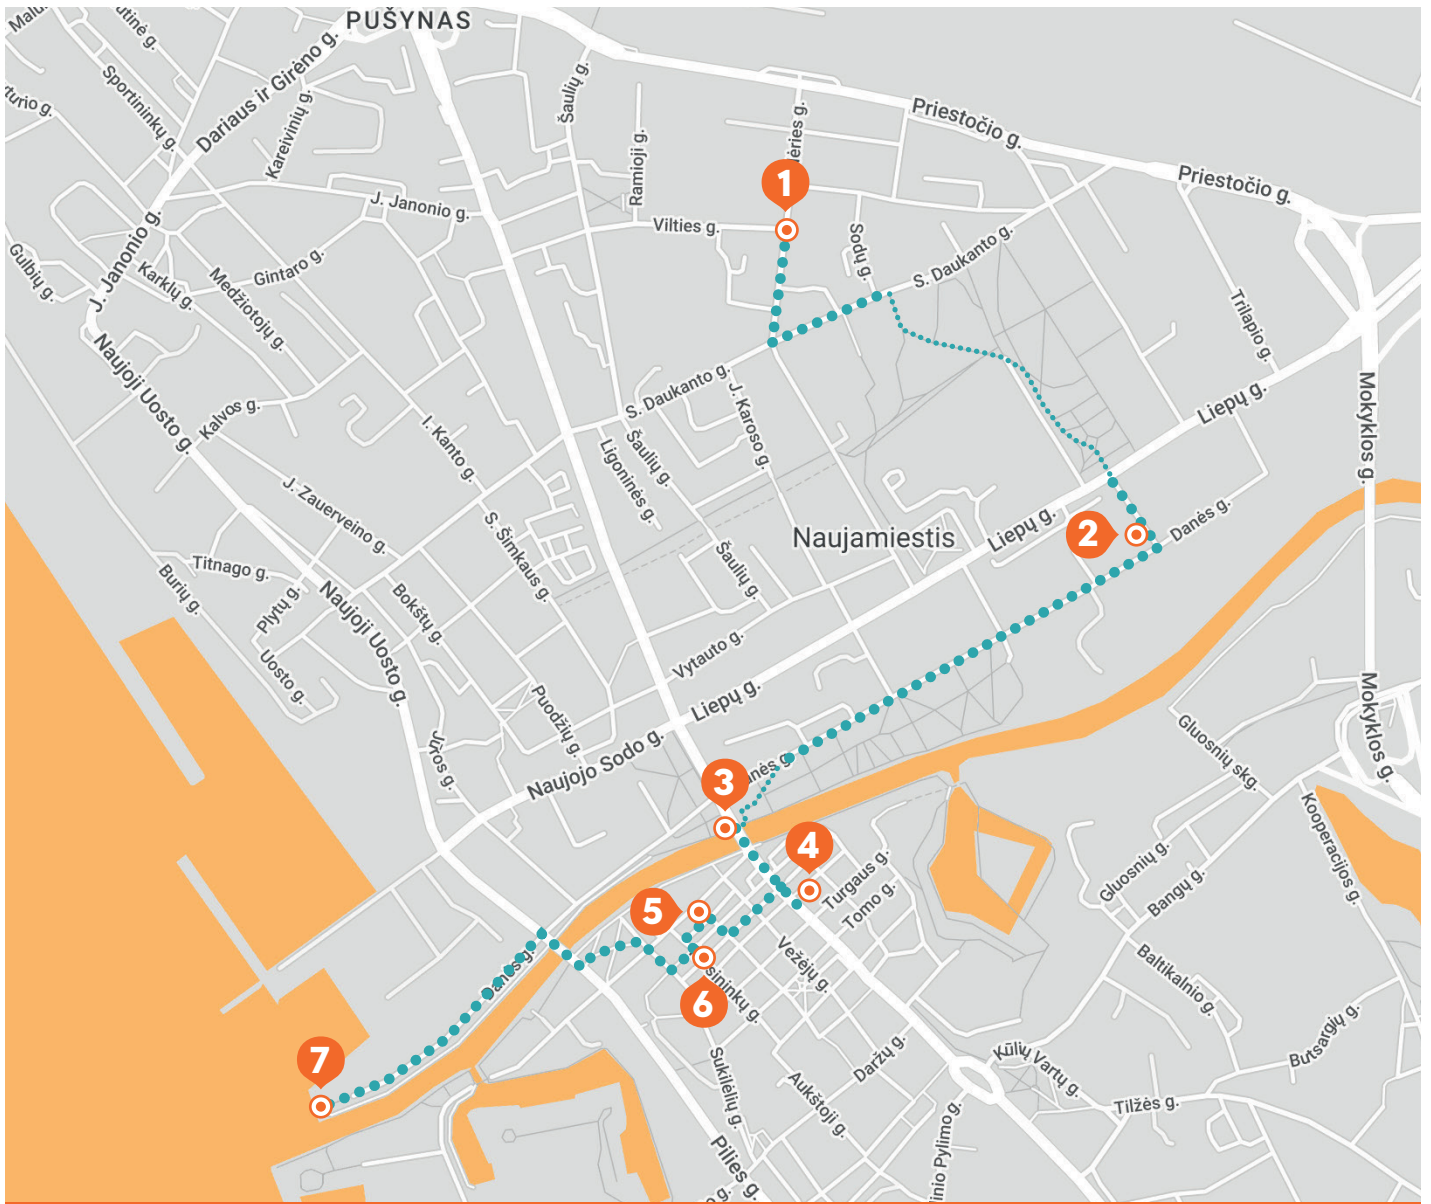 PUŠYNAS
Dariaus ir Girėno g.
Sportininkų g.
Kareivinių g.
Šaulių g.
Ramioji g.
Priestočio g.
Priestočio g.
1
J. Janonio g.
J. Janonio g.
Vilties g.
Sodų g.
S. Daukanto g.
Gulbių g.
Karklų g.
Gintaro g.
Medžiotojų g.
Trilapio g.
Naujoji Uosto g.
Kalvos g.
S. Daukanto g.
J. Karoso g.
Liepų g.
Mokyklos g.
I. Kanto g.
Šaulių g.
Ligoninės g.
J. Zauerveino g.
S. Šimkaus g.
Naujamiestis
Liepų g.
2
Danės g.
Titnago g.
Burių g.
Plytų g.
Bokštų g.
Šaulių g.
Naujoji Uosto g.
Uosto g.
Vytauto g.
Liepų g.
Puodžių g.
Jūros g.
Naujojo Sodo g.
Mokyklos g.
Gluosnių skg.
3
4
Turgaus g.
Tomo g.
Gluosnių g.
Bangų g.
Kooperacijos g.
5
Vežėjų g.
6
Baltikalnio g.
Danės g.
7
Sukilėlių g.
Aukštoji g.
Daržų g.
Kūlių Vartų g.
Butsargių g.
Tilžės g.
Pilies g.